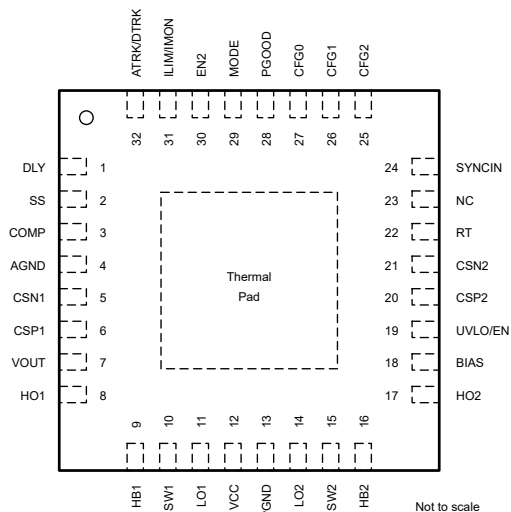 ATRK/DTRK
ILIM/IMON
EN2
MODE
PGOOD
CFG0
CFG1
CFG2
32
31
30
29
28
27
26
25
DLY 1
SS 2
COMP 3
AGND 4
CSN1 5
CSP1 6
VOUT 7
HO1 8
Thermal
Pad
24 SYNCIN
23 NC
22 RT
21 CSN2
20 CSP2
19 UVLO/EN
18 BIAS
17 HO2
9
10
11
12
13
14
15
16
HB1
SW1
LO1
VCC
LO2
SW2
HB2
Not to scale